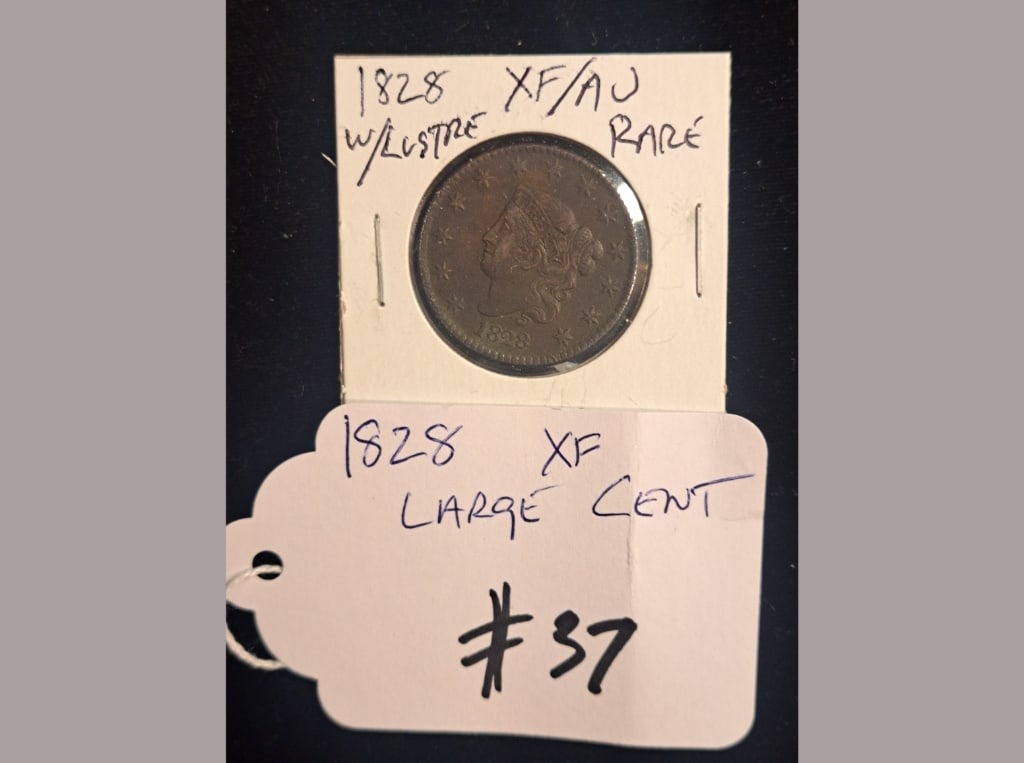 1828 XF/AU
W/LUSTRE RARE
1828
1828 XF
LARGE CENT
#37